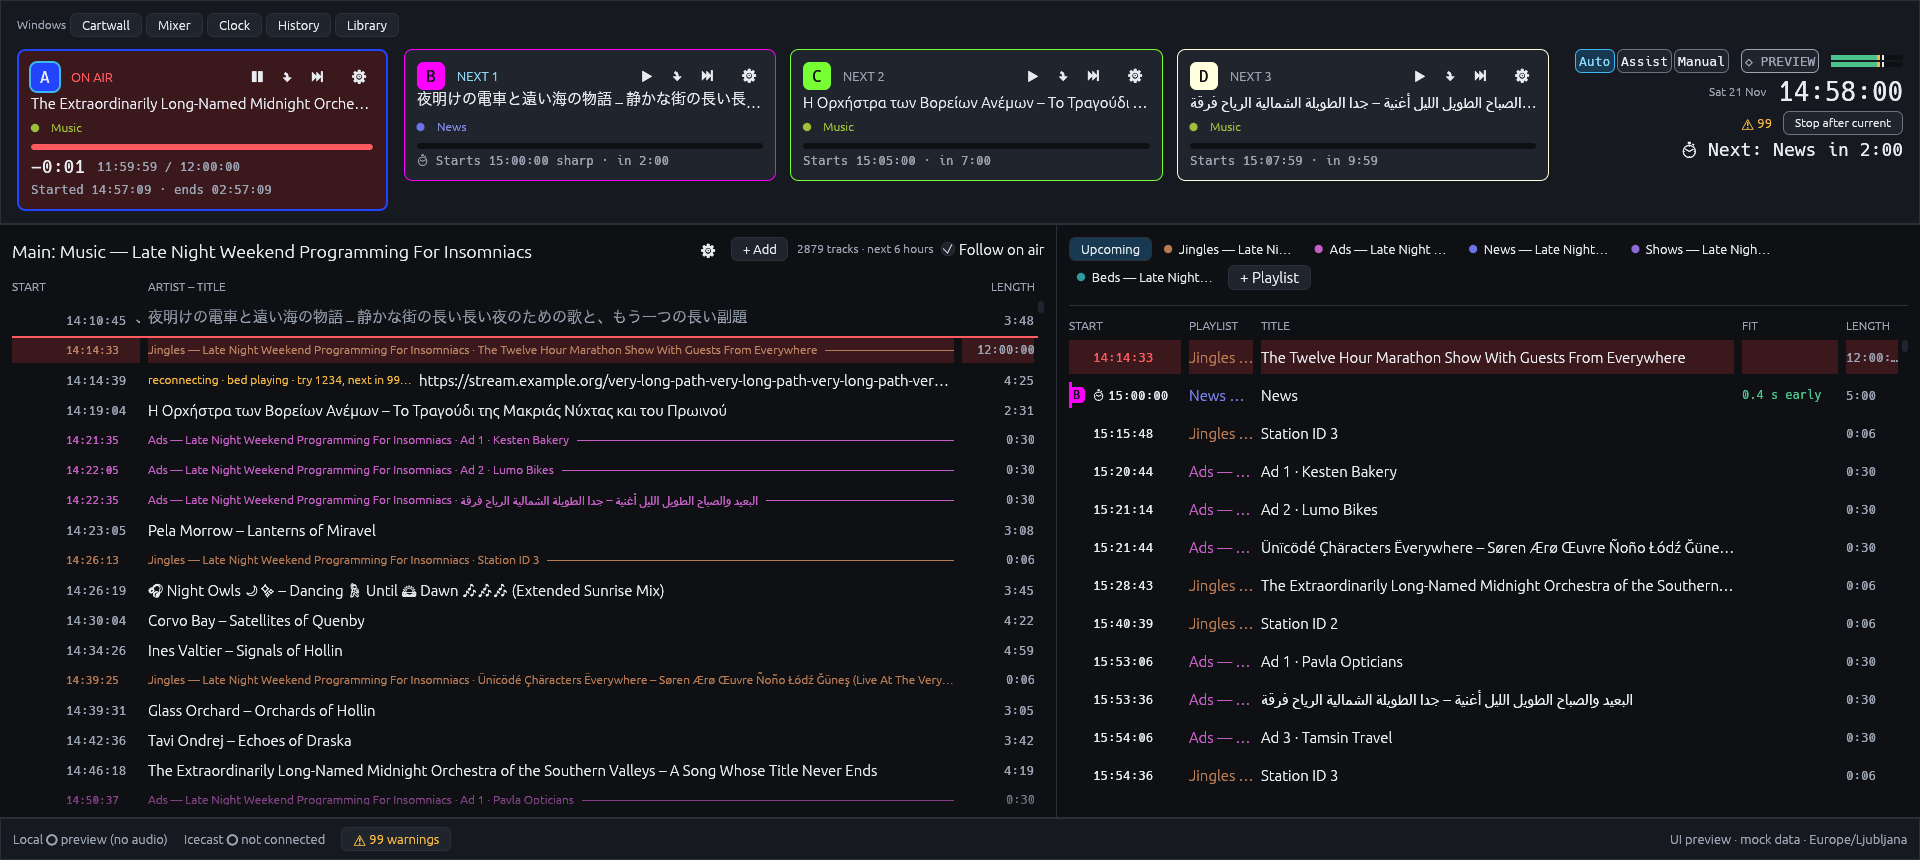 Windows Cartwall Mixer Clock History Library
A ON AIR
The Extraordinarily Long-Named Midnight Orche…
Music
−0:01 11:59:59 / 12:00:00
Started 14:57:09 · ends 02:57:09
B NEXT 1
夜明けの電車と遠い海の物語 – 静かな街の長い長…
News
Starts 15:00:00 sharp · in 2:00
C NEXT 2
Η Ορχήστρα των Βορείων Ανέμων – Το Τραγούδι …
Music
Starts 15:05:00 · in 7:00
D NEXT 3
…الصباح الطويل الليل أغنية – جدا الطويلة الشمالية الرياح فرقة
Music
Starts 15:07:59 · in 9:59
Auto Assist Manual ◇ PREVIEW
Sat 21 Nov 14:58:00
⚠ 99 Stop after current
Next: News in 2:00
Main: Music — Late Night Weekend Programming For Insomniacs
+ Add 2879 tracks · next 6 hours ✓ Follow on air
START ARTIST – TITLE LENGTH
14:10:45 、夜明けの電車と遠い海の物語 – 静かな街の長い長い夜のための歌と、もう一つの長い副題 3:48
14:14:33 Jingles — Late Night Weekend Programming For Insomniacs · The Twelve Hour Marathon Show With Guests From Everywhere 12:00:00
14:14:39 reconnecting · bed playing · try 1234, next in 99… https://stream.example.org/very-long-path-very-long-path-very-long-path-ver… 4:25
14:19:04 Η Ορχήστρα των Βορείων Ανέμων – Το Τραγούδι της Μακριάς Νύχτας και του Πρωινού 2:31
14:21:35 Ads — Late Night Weekend Programming For Insomniacs · Ad 1 · Kesten Bakery 0:30
14:22:05 Ads — Late Night Weekend Programming For Insomniacs · Ad 2 · Lumo Bikes 0:30
14:22:35 Ads — Late Night Weekend Programming For Insomniacs · البعيد والصباح الطويل الليل أغنية – جدا الطويلة الشمالية الرياح فرقة 0:30
14:23:05 Pela Morrow – Lanterns of Miravel 3:08
14:26:13 Jingles — Late Night Weekend Programming For Insomniacs · Station ID 3 0:06
14:26:19 🎧 Night Owls 🌙✨ – Dancing 💃 Until 🌅 Dawn 🎶🎶🎶 (Extended Sunrise Mix) 3:45
14:30:04 Corvo Bay – Satellites of Quenby 4:22
14:34:26 Ines Valtier – Signals of Hollin 4:59
14:39:25 Jingles — Late Night Weekend Programming For Insomniacs · Ünïcödé Çhäracters Ëverywhere – Søren Ærø Œuvre Ñoño Łódź Ğüneş (Live At The Very… 0:06
14:39:31 Glass Orchard – Orchards of Hollin 3:05
14:42:36 Tavi Ondrej – Echoes of Draska 3:42
14:46:18 The Extraordinarily Long-Named Midnight Orchestra of the Southern Valleys – A Song Whose Title Never Ends 4:19
14:50:37 Ads — Late Night Weekend Programming For Insomniacs · Ad 1 · Pavla Opticians 0:30
Upcoming Jingles — Late Ni… Ads — Late Night … News — Late Night… Shows — Late Nigh…
Beds — Late Night… + Playlist
START PLAYLIST TITLE FIT LENGTH
14:14:33 Jingles … The Twelve Hour Marathon Show With Guests From Everywhere 12:00:…
B 15:00:00 News … News 0.4 s early 5:00
15:15:48 Jingles … Station ID 3 0:06
15:20:44 Ads — … Ad 1 · Kesten Bakery 0:30
15:21:14 Ads — … Ad 2 · Lumo Bikes 0:30
15:21:44 Ads — … Ünïcödé Çhäracters Ëverywhere – Søren Ærø Œuvre Ñoño Łódź Ğüne… 0:30
15:28:43 Jingles … The Extraordinarily Long-Named Midnight Orchestra of the Southern… 0:06
15:40:39 Jingles … Station ID 2 0:06
15:53:06 Ads — … Ad 1 · Pavla Opticians 0:30
15:53:36 Ads — … البعيد والصباح الطويل الليل أغنية – جدا الطويلة الشمالية الرياح فرقة 0:30
15:54:06 Ads — … Ad 3 · Tamsin Travel 0:30
15:54:36 Jingles … Station ID 3 0:06
Local preview (no audio) Icecast not connected ⚠ 99 warnings UI preview · mock data · Europe/Ljubljana